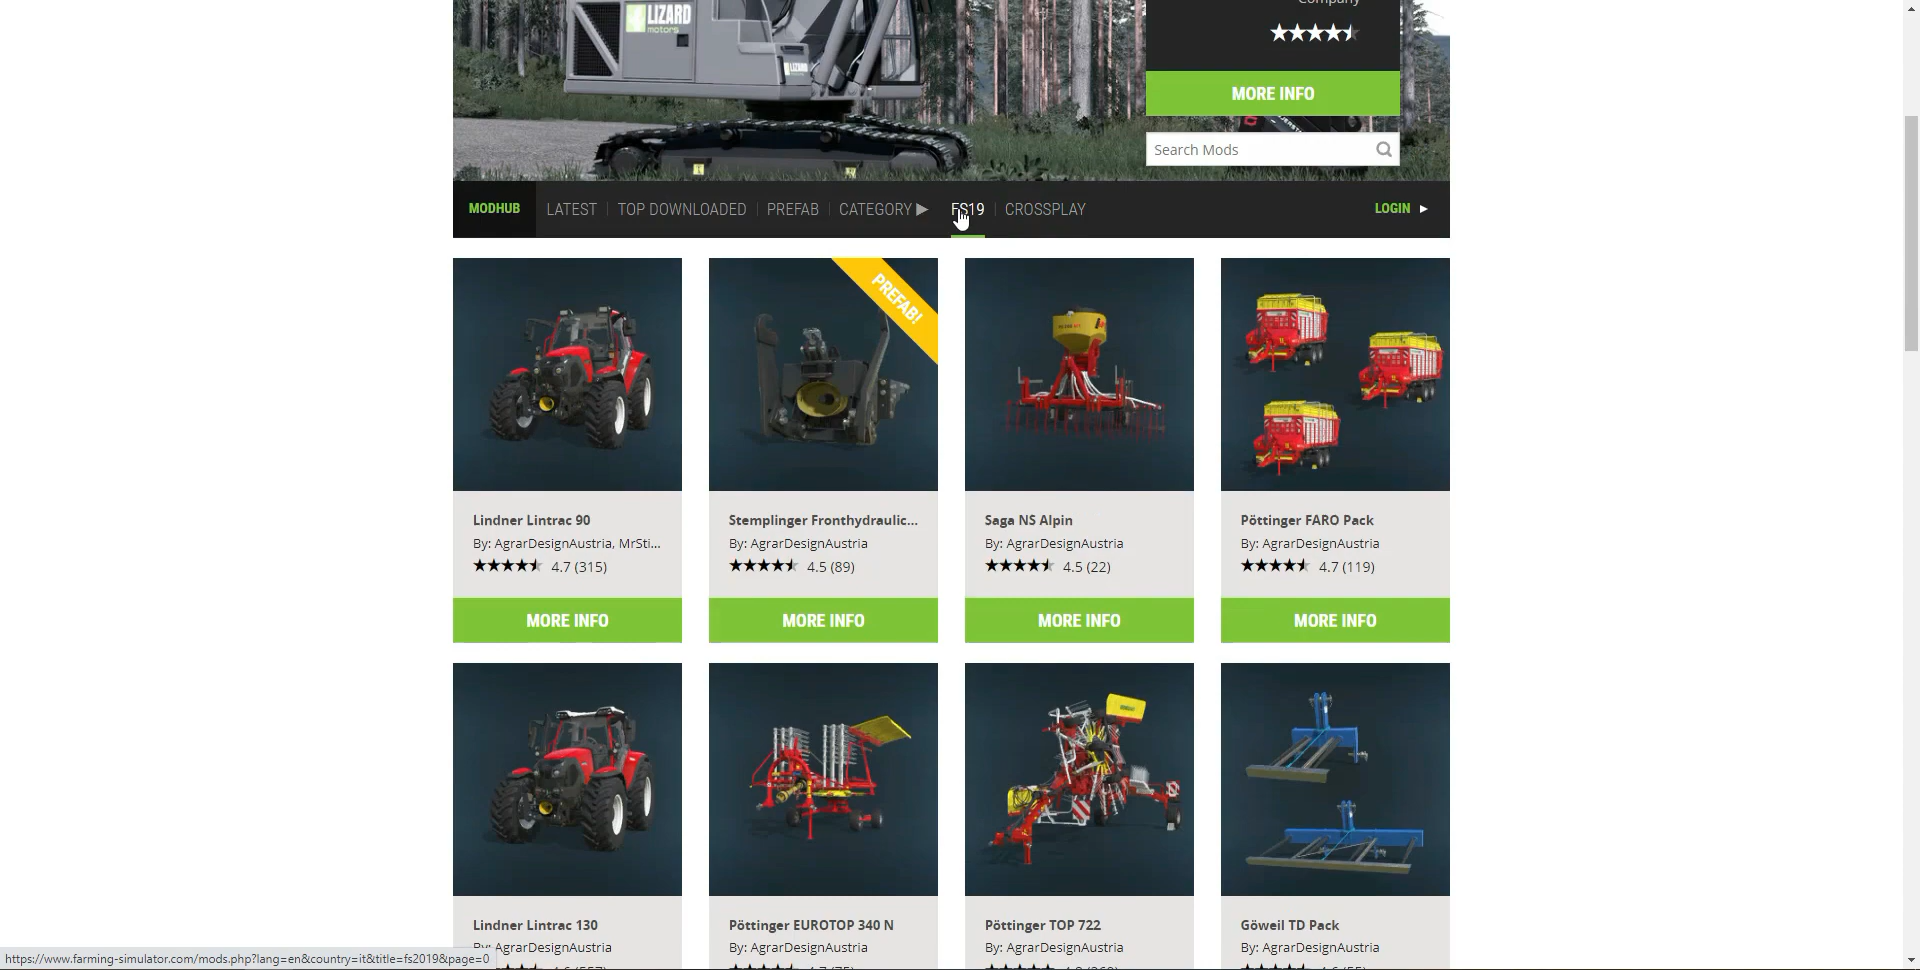 LIZARD
motors
LIZARD
MORE INFO
Search Mods
MODHUB
LATEST
TOP DOWNLOADED
PREFAB
CATEGORY ▶
FS19
CROSSPLAY
LOGIN ▶
PREFAB!
Lindner Lintrac 90
By: AgrarDesignAustria, MrSti...
★★★★ 4.7 (315)
MORE INFO
Stemplinger Fronthydraulic...
By: AgrarDesignAustria
★★★★ 4.5 (89)
MORE INFO
Saga NS Alpin
By: AgrarDesignAustria
★★★★ 4.5 (22)
MORE INFO
Pöttinger FARO Pack
By: AgrarDesignAustria
★★★★ 4.7 (119)
MORE INFO
Lindner Lintrac 130
By: AgrarDesignAustria
Pöttinger EUROTOP 340 N
By: AgrarDesignAustria
Pöttinger TOP 722
By: AgrarDesignAustria
Göweil TD Pack
By: AgrarDesignAustria
https://www.farming-simulator.com/mods.php?lang=en&country=it&title=fs2019&page=0